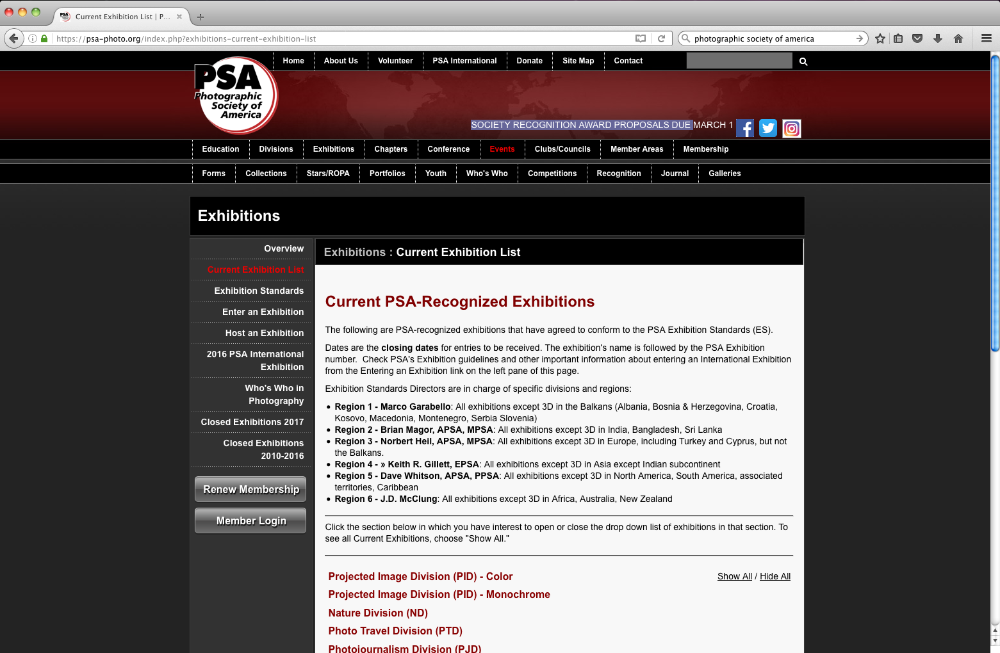 Current Exhibition List | P...
https://psa-photo.org/index.php?exhibitions-current-exhibition-list
photographic society of america
Home
About Us
Volunteer
PSA International
Donate
Site Map
Contact
PSA
Photographic
Society of
America
SOCIETY RECOGNITION AWARD PROPOSALS DUE MARCH 1
Education
Divisions
Exhibitions
Chapters
Conference
Events
Clubs/Councils
Member Areas
Membership
Forms
Collections
Stars/ROPA
Portfolios
Youth
Who's Who
Competitions
Recognition
Journal
Galleries
Exhibitions
Overview
Current Exhibition List
Exhibition Standards
Enter an Exhibition
Host an Exhibition
2016 PSA International
Exhibition
Who's Who in
Photography
Closed Exhibitions 2017
Closed Exhibitions
2010-2016
Renew Membership
Member Login
Exhibitions : Current Exhibition List
Current PSA-Recognized Exhibitions
The following are PSA-recognized exhibitions that have agreed to conform to the PSA Exhibition Standards (ES).
Dates are the closing dates for entries to be received. The exhibition's name is followed by the PSA Exhibition
number. Check PSA's Exhibition guidelines and other important information about entering an International Exhibition
from the Entering an Exhibition link on the left pane of this page.
Exhibition Standards Directors are in charge of specific divisions and regions:
• Region 1 - Marco Garabello: All exhibitions except 3D in the Balkans (Albania, Bosnia & Herzegovina, Croatia,
Kosovo, Macedonia, Montenegro, Serbia Slovenia)
• Region 2 - Brian Magor, APSA, MPSA: All exhibitions except 3D in India, Bangladesh, Sri Lanka
• Region 3 - Norbert Heil, APSA, MPSA: All exhibitions except 3D in Europe, including Turkey and Cyprus, but not
the Balkans.
• Region 4 - » Keith R. Gillett, EPSA: All exhibitions except 3D in Asia except Indian subcontinent
• Region 5 - Dave Whitson, APSA, PPSA: All exhibitions except 3D in North America, South America, associated
territories, Caribbean
• Region 6 - J.D. McClung: All exhibitions except 3D in Africa, Australia, New Zealand
Click the section below in which you have interest to open or close the drop down list of exhibitions in that section. To
see all Current Exhibitions, choose "Show All."
Projected Image Division (PID) - Color
Show All / Hide All
Projected Image Division (PID) - Monochrome
Nature Division (ND)
Photo Travel Division (PTD)
Photojournalism Division (PJD)